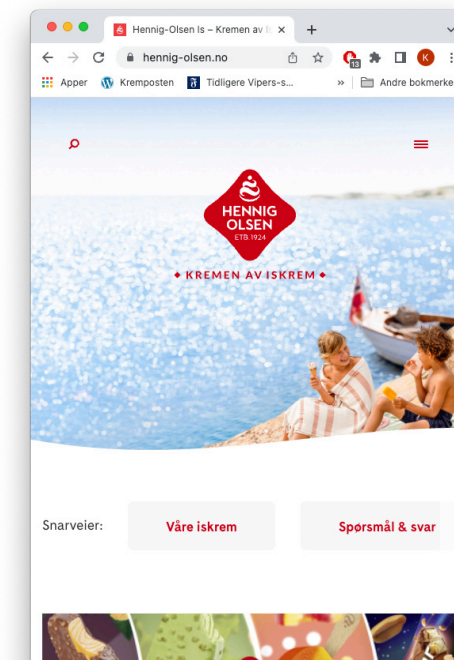 Hennig-Olsen Is – Kremen av Is
hennig-olsen.no
13
K
Apper
Kremposten
Tidligere Vipers-s...
»
Andre bokmerke
HENNIG
OLSEN
ETB. 1924
KREMEN AV ISKREM
Snarveier:
Våre iskrem
Spørsmål & svar